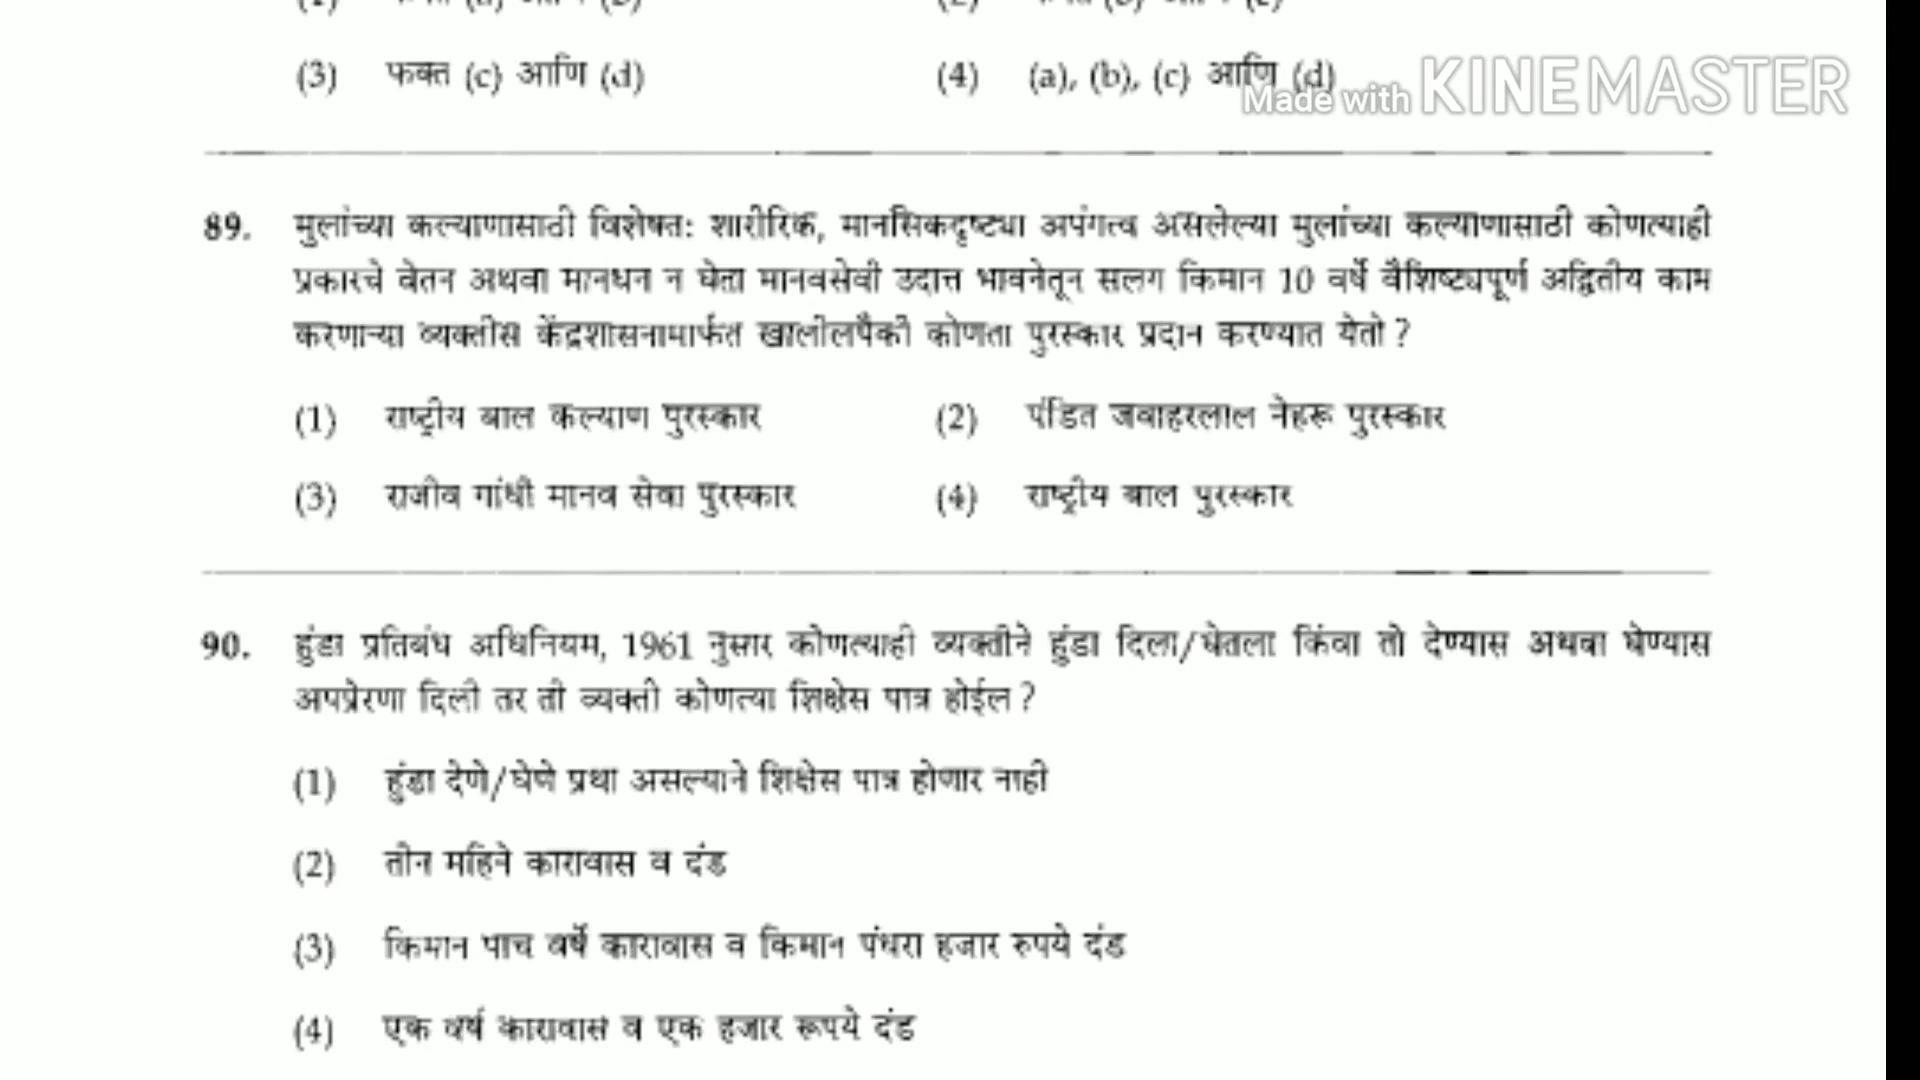 (3) फक्त (c) आणि (d) (4) (a), (b), (c) आणि (d)
Made with KINEMASTER
89. मुलांच्या कल्याणासाठी विशेषतः शारीरिक, मानसिकदृष्ट्या अपंगत्व असलेल्या मुलांच्या कल्याणासाठी कोणत्याही
प्रकारचे वेतन अथवा मानधन न घेता मानवसेवी उदात्त भावनेतून सलग किमान 10 वर्षे वैशिष्ट्यपूर्ण अद्वितीय काम
करणाऱ्या व्यक्तीस केंद्रशासनामार्फत खालीलपैकी कोणता पुरस्कार प्रदान करण्यात येतो ?
(1) राष्ट्रीय बाल कल्याण पुरस्कार (2) पंडित जवाहरलाल नेहरू पुरस्कार
(3) राजीव गांधी मानव सेवा पुरस्कार (4) राष्ट्रीय बाल पुरस्कार
90. हुंडा प्रतिबंध अधिनियम, 1961 नुसार कोणत्याही व्यक्तीने हुंडा दिला/घेतला किंवा तो देण्यास अथवा घेण्यास
अपप्रेरणा दिली तर ती व्यक्ती कोणत्या शिक्षेस पात्र होईल ?
(1) हुंडा देणे/घेणे प्रथा असल्याने शिक्षेस पात्र होणार नाही
(2) तीन महिने कारावास व दंड
(3) किमान पाच वर्षे कारावास व किमान पंधरा हजार रुपये दंड
(4) एक वर्ष कारावास व एक हजार रूपये दंड